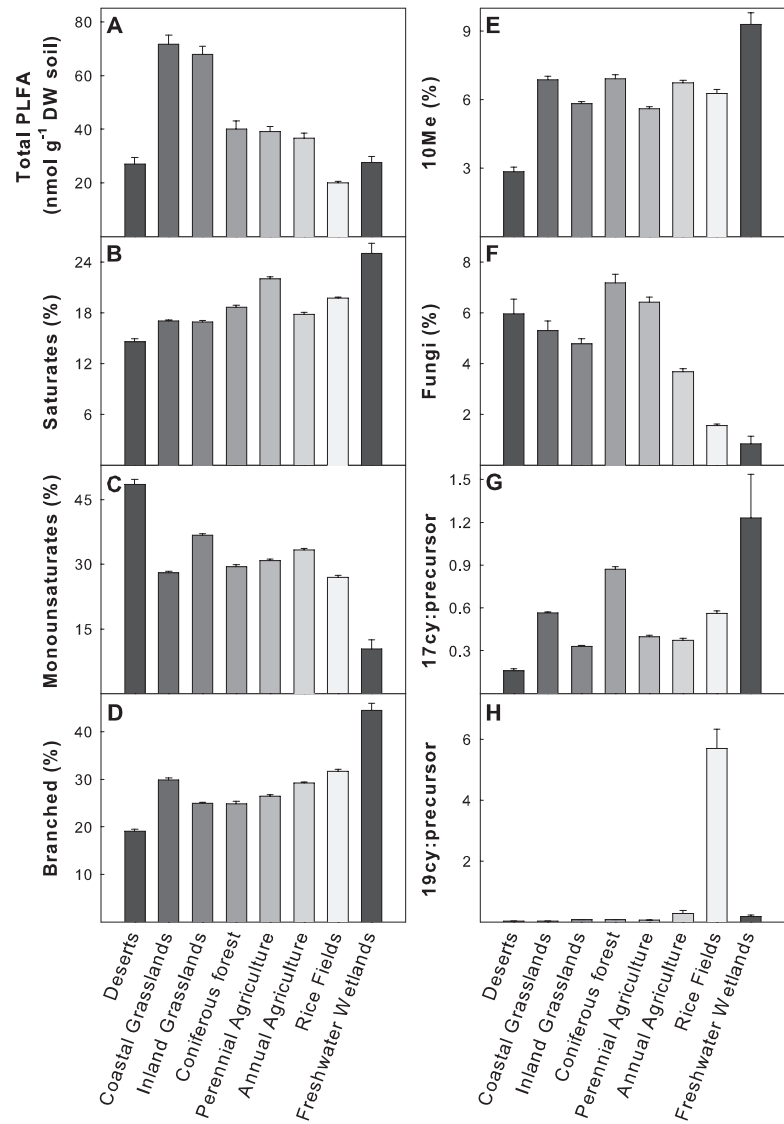 A
Total PLFA
(nmol g⁻¹ DW soil)
80
60
40
20
B
Saturates (%)
24
18
12
6
C
Monounsaturates (%)
45
30
15
D
Branched (%)
40
30
20
10
Deserts
Coastal Grasslands
Inland Grasslands
Coniferous forest
Perennial Agriculture
Annual Agriculture
Rice Fields
Freshwater Wetlands
E
10Me (%)
9
6
3
F
Fungi (%)
8
6
4
2
G
17cy:precursor
1.5
1.2
0.9
0.6
0.3
H
19cy:precursor
6
4
2
Deserts
Coastal Grasslands
Inland Grasslands
Coniferous forest
Perennial Agriculture
Annual Agriculture
Rice Fields
Freshwater Wetlands